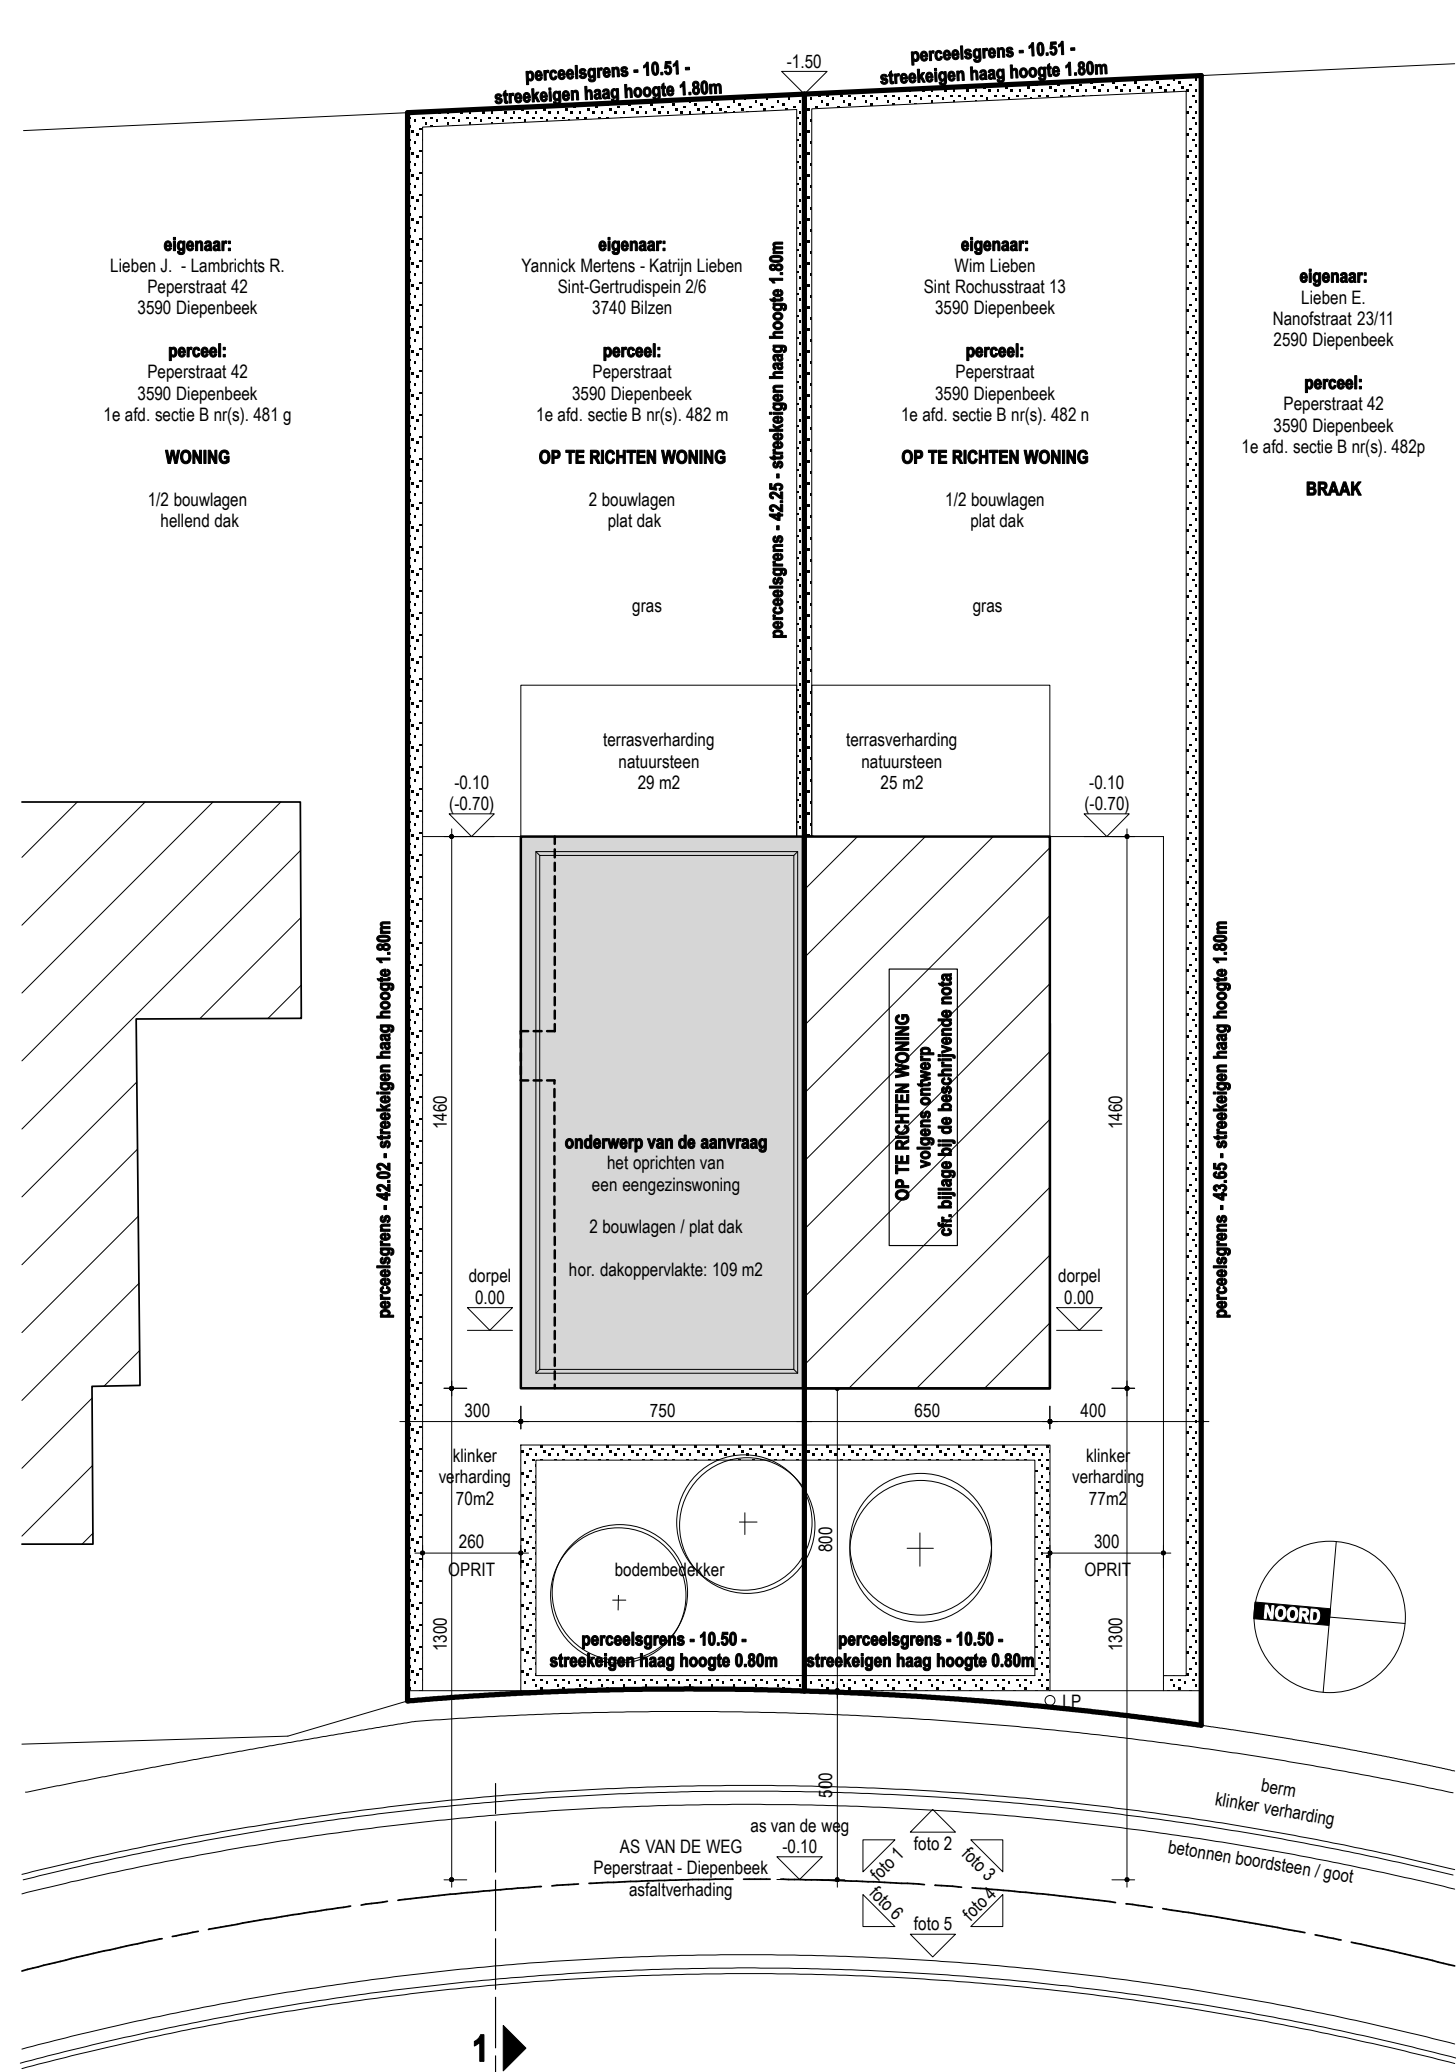 perceelsgrens - 10.51 -
streekeigen haag hoogte 1.80m
-1.50
perceelsgrens - 10.51 -
streekeigen haag hoogte 1.80m
eigenaar:
Lieben J.  - Lambrichts R.
Peperstraat 42
3590 Diepenbeek
perceel:
Peperstraat 42
3590 Diepenbeek
1e afd. sectie B nr(s). 481 g
WONING
1/2 bouwlagen
hellend dak
eigenaar:
Yannick Mertens - Katrijn Lieben
Sint-Gertrudispein 2/6
3740 Bilzen
perceel:
Peperstraat
3590 Diepenbeek
1e afd. sectie B nr(s). 482 m
OP TE RICHTEN WONING
2 bouwlagen
plat dak
gras
perceelsgrens - 42.25 - streekeigen haag hoogte 1.80m
eigenaar:
Wim Lieben
Sint Rochusstraat 13
3590 Diepenbeek
perceel:
Peperstraat
3590 Diepenbeek
1e afd. sectie B nr(s). 482 n
OP TE RICHTEN WONING
1/2 bouwlagen
plat dak
gras
eigenaar:
Lieben E.
Nanofstraat 23/11
2590 Diepenbeek
perceel:
Peperstraat 42
3590 Diepenbeek
1e afd. sectie B nr(s). 482p
BRAAK
terrasverharding
natuursteen
29 m2
terrasverharding
natuursteen
25 m2
-0.10
(-0.70)
-0.10
(-0.70)
perceelsgrens - 42.02 - streekeigen haag hoogte 1.80m
1460
onderwerp van de aanvraag
het oprichten van
een eengezinswoning
2 bouwlagen / plat dak
hor. dakoppervlakte: 109 m2
OP TE RICHTEN WONING
volgens ontwerp
cfr. bijlage bij de beschrijvende nota
1460
perceelsgrens - 43.65 - streekeigen haag hoogte 1.80m
dorpel
0.00
dorpel
0.00
300
750
650
400
klinker
verharding
70m2
klinker
verharding
77m2
260
OPRIT
bodembedekker
800
300
OPRIT
1300
perceelsgrens - 10.50 -
streekeigen haag hoogte 0.80m
perceelsgrens - 10.50 -
streekeigen haag hoogte 0.80m
1300
NOORD
LP
500
berm
klinker verharding
betonnen boordsteen / goot
as van de weg
-0.10
AS VAN DE WEG
Peperstraat - Diepenbeek
asfaltverhading
foto 1
foto 2
foto 3
foto 6
foto 5
foto 4
1